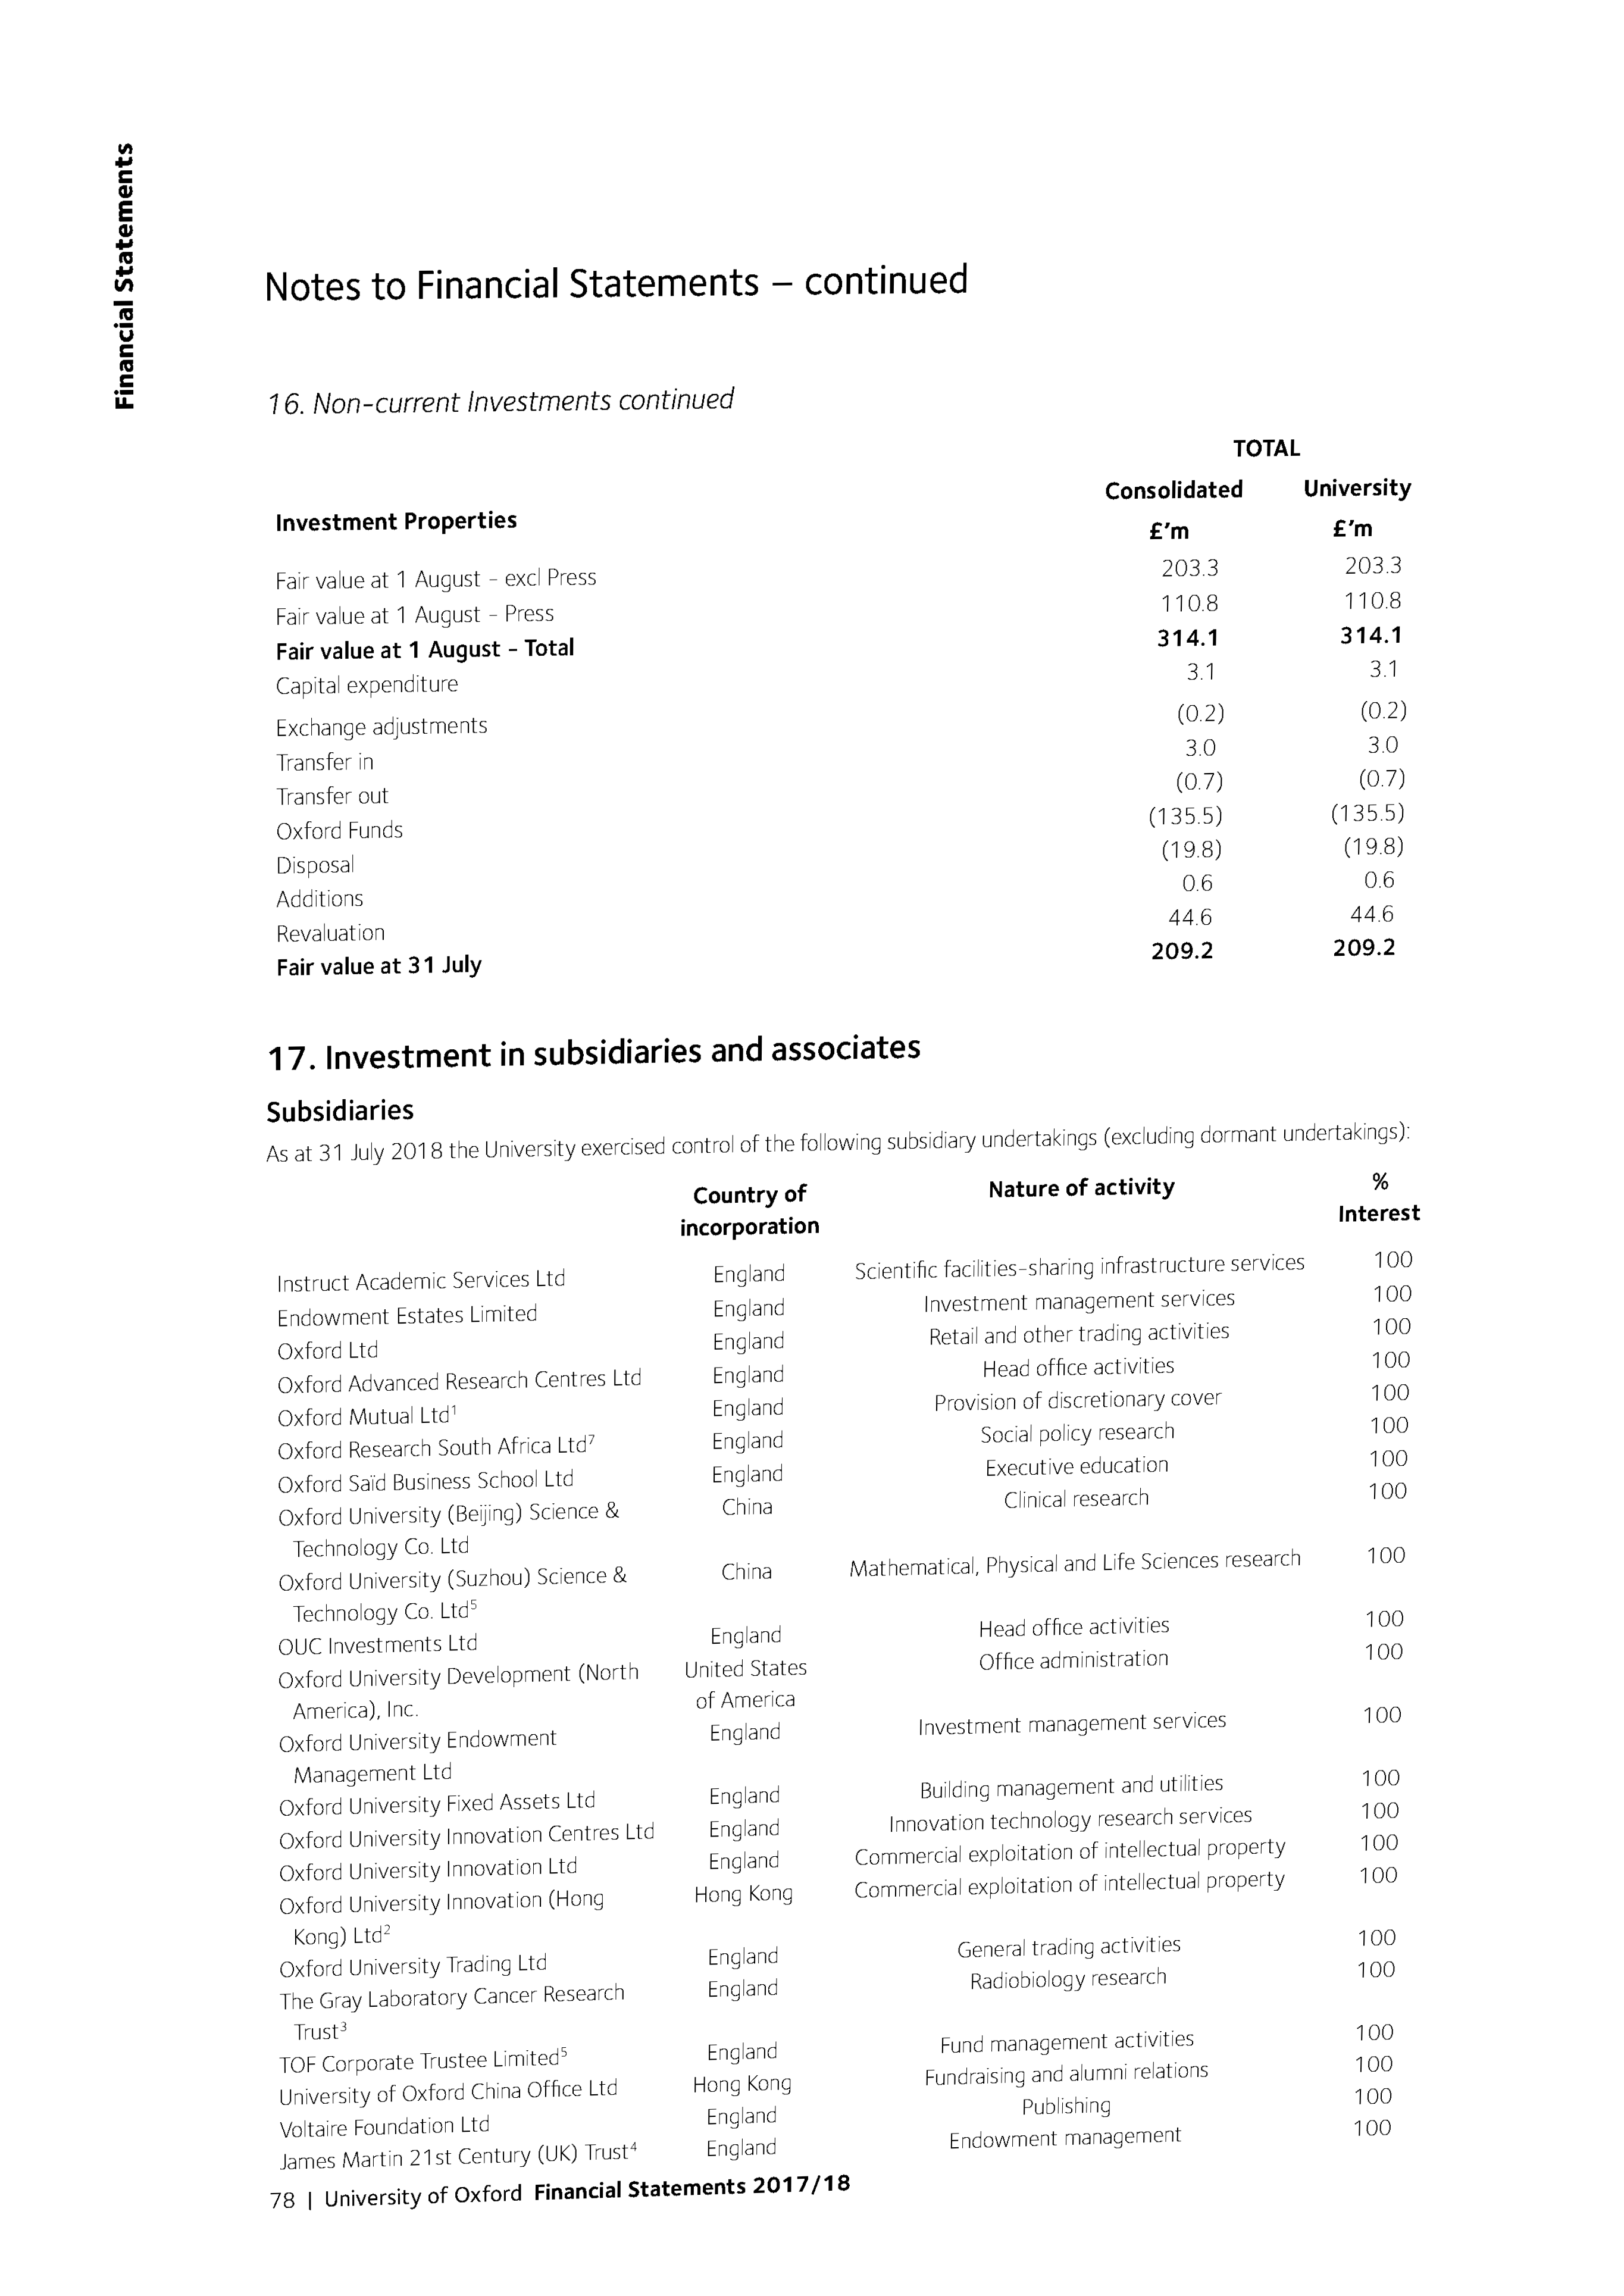 Financial Statements
Notes to Financial Statements – continued
16. Non-current Investments continued
TOTAL
Consolidated University
Investment Properties £'m £'m
Fair value at 1 August – excl Press 203.3 203.3
Fair value at 1 August – Press 110.8 110.8
Fair value at 1 August – Total 314.1 314.1
Capital expenditure 3.1 3.1
Exchange adjustments (0.2) (0.2)
Transfer in 3.0 3.0
Transfer out (0.7) (0.7)
Oxford Funds (135.5) (135.5)
Disposal (19.8) (19.8)
Additions 0.6 0.6
Revaluation 44.6 44.6
Fair value at 31 July 209.2 209.2
17. Investment in subsidiaries and associates
Subsidiaries
As at 31 July 2018 the University exercised control of the following subsidiary undertakings (excluding dormant undertakings):
Country of Nature of activity %
incorporation Interest
Instruct Academic Services Ltd England Scientific facilities-sharing infrastructure services 100
Endowment Estates Limited England Investment management services 100
Oxford Ltd England Retail and other trading activities 100
Oxford Advanced Research Centres Ltd England Head office activities 100
Oxford Mutual Ltd¹ England Provision of discretionary cover 100
Oxford Research South Africa Ltd⁷ England Social policy research 100
Oxford Saïd Business School Ltd England Executive education 100
Oxford University (Beijing) Science & China Clinical research 100
Technology Co. Ltd
Oxford University (Suzhou) Science & China Mathematical, Physical and Life Sciences research 100
Technology Co. Ltd⁵
OUC Investments Ltd England Head office activities 100
Oxford University Development (North United States Office administration 100
America), Inc. of America
Oxford University Endowment England Investment management services 100
Management Ltd
Oxford University Fixed Assets Ltd England Building management and utilities 100
Oxford University Innovation Centres Ltd England Innovation technology research services 100
Oxford University Innovation Ltd England Commercial exploitation of intellectual property 100
Oxford University Innovation (Hong Hong Kong Commercial exploitation of intellectual property 100
Kong) Ltd²
Oxford University Trading Ltd England General trading activities 100
The Gray Laboratory Cancer Research England Radiobiology research 100
Trust³
TOF Corporate Trustee Limited⁵ England Fund management activities 100
University of Oxford China Office Ltd Hong Kong Fundraising and alumni relations 100
Voltaire Foundation Ltd England Publishing 100
James Martin 21st Century (UK) Trust⁴ England Endowment management 100
78 | University of Oxford Financial Statements 2017/18